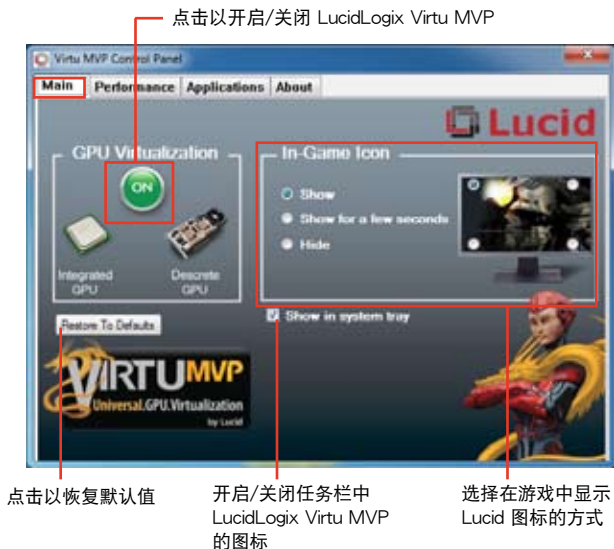 点击以开启/关闭 LucidLogix Virtu MVP
Virtu MVP Control Panel
Main Performance Applications About
Lucid
GPU Virtualization
In-Game Icon
ON
Show
Show for a few seconds
Hide
Integrated
GPU
Descrete
GPU
Restore To Defaults
Show in system tray
VIRTUMVP
Universal.GPU.Virtualization
by Lucid
点击以恢复默认值
开启/关闭任务栏中
LucidLogix Virtu MVP
的图标
选择在游戏中显示
Lucid 图标的方式